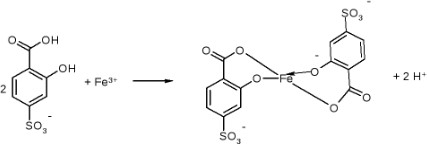 2 O OH OH SO₃⁻ + Fe³⁺ O O O Fe O⁻ O O SO₃⁻ SO₃⁻ + 2 H⁺